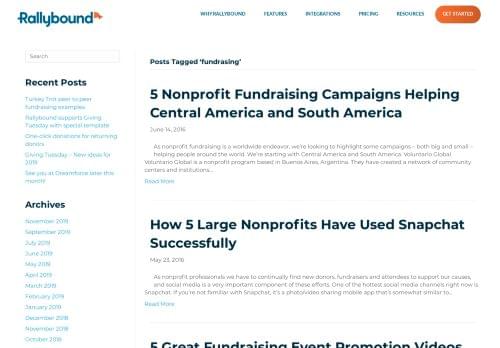 Rallybound
WHY RALLYBOUND
FEATURES
INTEGRATIONS
PRICING
RESOURCES
GET STARTED
Search
Recent Posts
Turkey Trot peer to peer
fundraising examples
Rallybound supports Giving
Tuesday with special template
One-click donations for returning
donors
Giving Tuesday – New ideas for
2019
See you at Dreamforce later this
month!
Archives
November 2019
September 2019
July 2019
June 2019
May 2019
April 2019
March 2019
February 2019
January 2019
December 2018
November 2018
October 2018
Posts Tagged ‘fundrasing’
5 Nonprofit Fundraising Campaigns Helping
Central America and South America
June 14, 2016
As nonprofit fundraising is a worldwide endeavor, we're looking to highlight some campaigns – both big and small –
helping people around the world. We're starting with Central America and South America. Voluntario Global
Voluntario Global is a nonprofit program based in Buenos Aires, Argentina. They have created a network of community
centers and institutions...
Read More
How 5 Large Nonprofits Have Used Snapchat
Successfully
May 23, 2016
As nonprofit professionals we have to continually find new donors, fundraisers and attendees to support our causes,
and social media is a very important component of these efforts. One of the hottest social media channels right now is
Snapchat. If you're not familiar with Snapchat, it's a photo/video sharing mobile app that's somewhat similar to...
Read More
5 Great Fundraising Event Promotion Videos